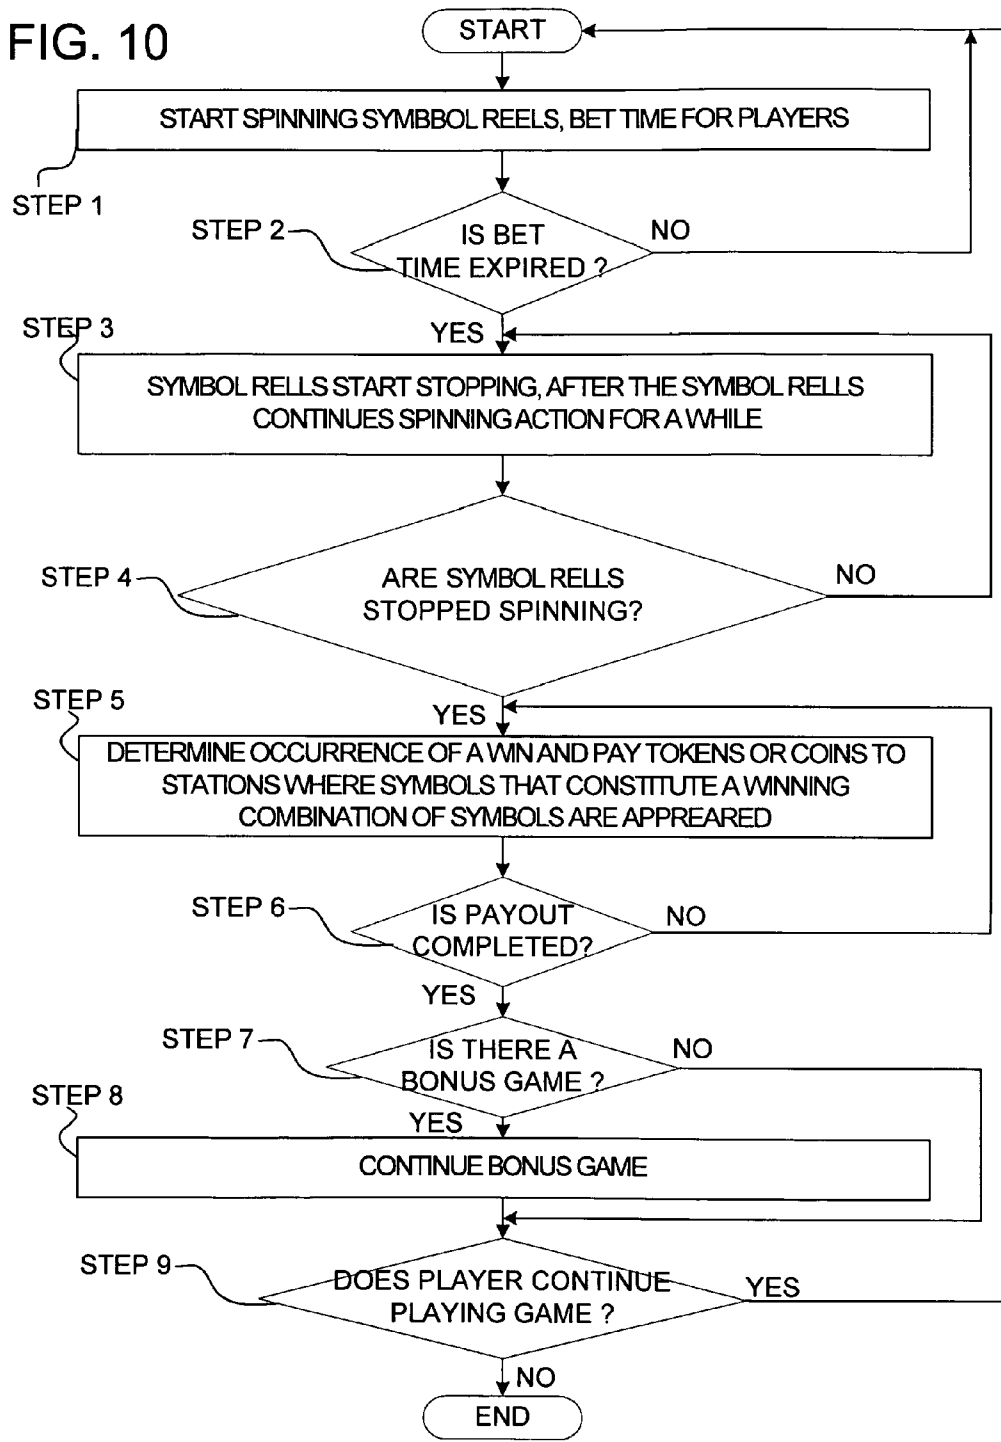 FIG. 10
START
START SPINNING SYMBBOL REELS, BET TIME FOR PLAYERS
STEP 1
STEP 2
IS BET
TIME EXPIRED ?
NO
YES
STEP 3
SYMBOL RELLS START STOPPING, AFTER THE SYMBOL RELLS
CONTINUES SPINNING ACTION FOR A WHILE
STEP 4
ARE SYMBOL RELLS
STOPPED SPINNING?
NO
YES
STEP 5
DETERMINE OCCURRENCE OF A WIN AND PAY TOKENS OR COINS TO
STATIONS WHERE SYMBOLS THAT CONSTITUTE A WINNING
COMBINATION OF SYMBOLS ARE APPREARED
STEP 6
IS PAYOUT
COMPLETED?
NO
YES
STEP 7
IS THERE A
BONUS GAME ?
NO
YES
STEP 8
CONTINUE BONUS GAME
STEP 9
DOES PLAYER CONTINUE
PLAYING GAME ?
YES
NO
END